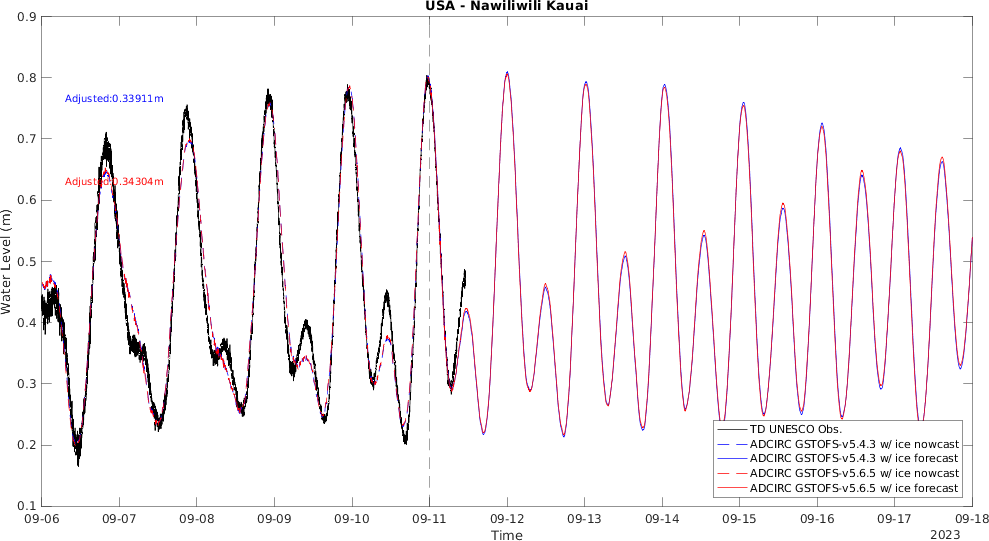 USA - Nawiliwili Kauai
0.9
0.8
0.7
0.6
0.5
0.4
0.3
0.2
0.1
Water Level (m)
Adjusted:0.33911m
Adjusted:0.34304m
TD UNESCO Obs.
ADCIRC GSTOFS-v5.4.3 w/ ice nowcast
ADCIRC GSTOFS-v5.4.3 w/ ice forecast
ADCIRC GSTOFS-v5.6.5 w/ ice nowcast
ADCIRC GSTOFS-v5.6.5 w/ ice forecast
09-06 09-07 09-08 09-09 09-10 09-11 09-12 09-13 09-14 09-15 09-16 09-17 09-18
Time
2023